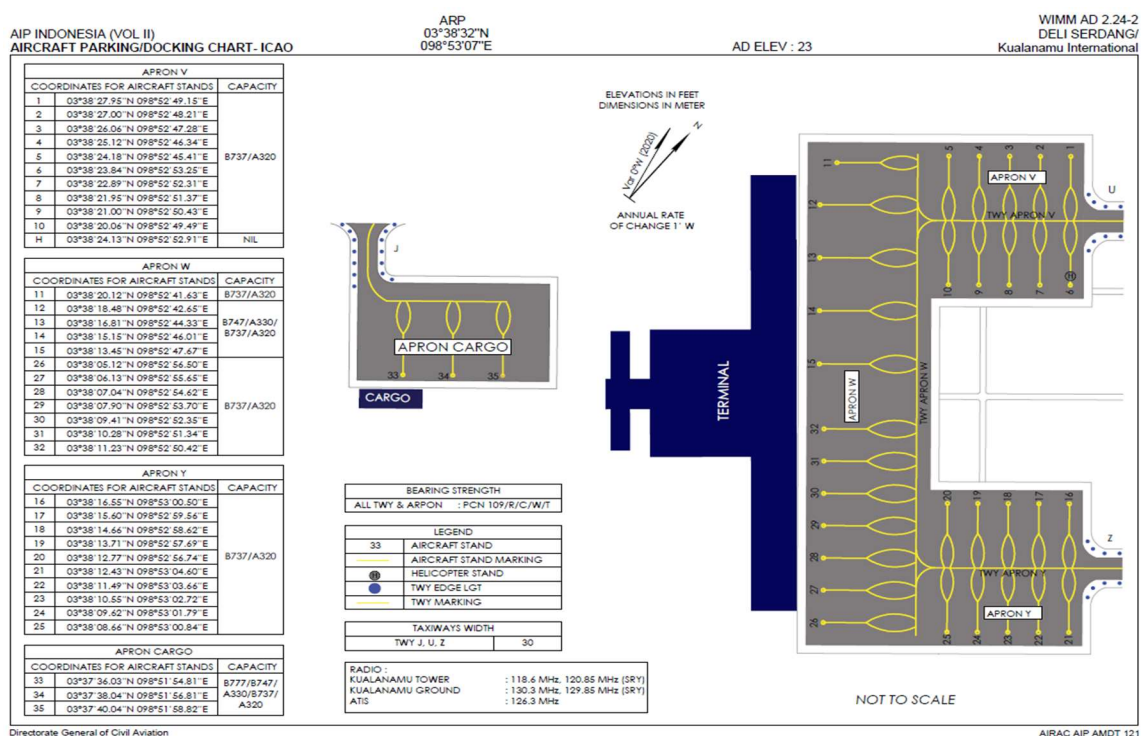 AIP INDONESIA (VOL II)
AIRCRAFT PARKING/DOCKING CHART- ICAO
ARP
03°38'32"N
098°53'07"E
AD ELEV : 23
WIMM AD 2.24-2
DELI SERDANG/
Kualanamu International
APRON V
COORDINATES FOR AIRCRAFT STANDS CAPACITY
1 03°38'27.95"N 098°52'49.15"E
2 03°38'27.00"N 098°52'48.21"E
3 03°38'26.06"N 098°52'47.28"E
4 03°38'25.12"N 098°52'46.34"E
5 03°38'24.18"N 098°52'45.41"E
B737/A320
6 03°38'23.84"N 098°52'53.25"E
7 03°38'22.89"N 098°52'52.31"E
8 03°38'21.95"N 098°52'51.37"E
9 03°38'21.00"N 098°52'50.43"E
10 03°38'20.06"N 098°52'49.49"E
H 03°38'24.13"N 098°52'52.91"E NIL
APRON W
COORDINATES FOR AIRCRAFT STANDS CAPACITY
11 03°38'20.12"N 098°52'41.63"E B737/A320
12 03°38'18.48"N 098°52'42.65"E
13 03°38'16.81"N 098°52'44.33"E B747/A330/
14 03°38'15.15"N 098°52'46.01"E B737/A320
15 03°38'13.45"N 098°52'47.67"E
26 03°38'05.12"N 098°52'56.50"E
27 03°38'06.13"N 098°52'55.65"E
28 03°38'07.04"N 098°52'54.62"E
29 03°38'07.90"N 098°52'53.70"E B737/A320
30 03°38'09.41"N 098°52'52.35"E
31 03°38'10.28"N 098°52'51.34"E
32 03°38'11.23"N 098°52'50.42"E
APRON Y
COORDINATES FOR AIRCRAFT STANDS CAPACITY
16 03°38'16.55"N 098°53'00.50"E
17 03°38'15.60"N 098°52'59.56"E
18 03°38'14.66"N 098°52'58.62"E
19 03°38'13.71"N 098°52'57.69"E
20 03°38'12.77"N 098°52'56.74"E B737/A320
21 03°38'12.43"N 098°53'04.60"E
22 03°38'11.49"N 098°53'03.66"E
23 03°38'10.55"N 098°53'02.72"E
24 03°38'09.62"N 098°53'01.79"E
25 03°38'08.66"N 098°53'00.84"E
APRON CARGO
COORDINATES FOR AIRCRAFT STANDS CAPACITY
33 03°37'36.03"N 098°51'54.81"E B777/B747/
34 03°37'38.04"N 098°51'56.81"E A330/B737/
35 03°37'40.04"N 098°51'58.82"E A320
ELEVATIONS IN FEET
DIMENSIONS IN METER
Var 0°W (2020)
N
ANNUAL RATE
OF CHANGE 1' W
J
APRON CARGO
33 34 35
CARGO
BEARING STRENGTH
ALL TWY & ARPON : PCN 109/R/C/W/T
LEGEND
33 AIRCRAFT STAND
AIRCRAFT STAND MARKING
H HELICOPTER STAND
TWY EDGE LGT
TWY MARKING
TAXIWAYS WIDTH
TWY J, U, Z 30
RADIO :
KUALANAMU TOWER : 118.6 MHz, 120.85 MHz (SRY)
KUALANAMU GROUND : 130.3 MHz, 129.85 MHz (SRY)
ATIS : 126.3 MHz
TERMINAL
11
12
13
14
15
32
31
30
29
28
27
26
APRON W
TWY APRON W
5 4 3 2 1
APRON V
U
TWY APRON V
H
10 9 8 7 6
20 19 18 17 16
Z
TWY APRON Y
APRON Y
25 24 23 22 21
NOT TO SCALE
Directorate General of Civil Aviation
AIRAC AIP AMDT 121